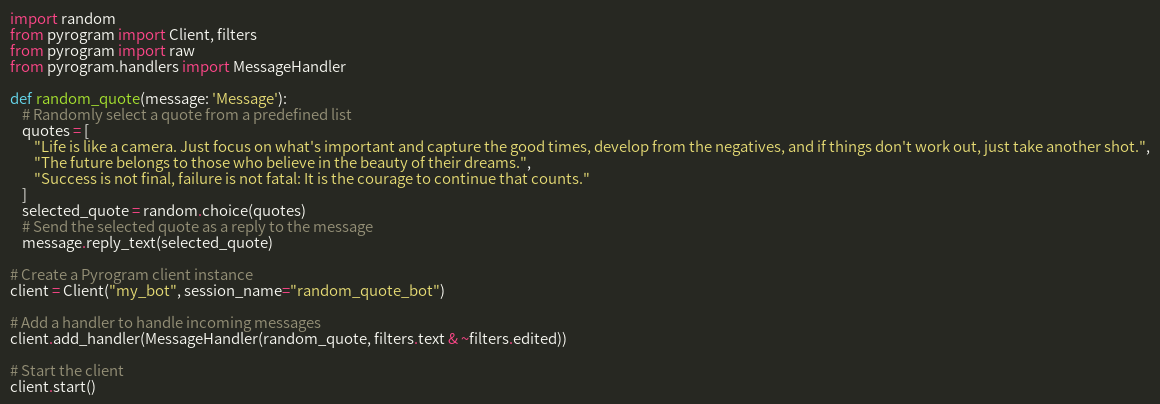 import random
from pyrogram import Client, filters
from pyrogram import raw
from pyrogram.handlers import MessageHandler
def random_quote(message: 'Message'):
# Randomly select a quote from a predefined list
quotes = [
"Life is like a camera. Just focus on what's important and capture the good times, develop from the negatives, and if things don't work out, just take another shot.",
"The future belongs to those who believe in the beauty of their dreams.",
"Success is not final, failure is not fatal: It is the courage to continue that counts."
]
selected_quote = random.choice(quotes)
# Send the selected quote as a reply to the message
message.reply_text(selected_quote)
# Create a Pyrogram client instance
client = Client("my_bot", session_name="random_quote_bot")
# Add a handler to handle incoming messages
client.add_handler(MessageHandler(random_quote, filters.text & ~filters.edited))
# Start the client
client.start()